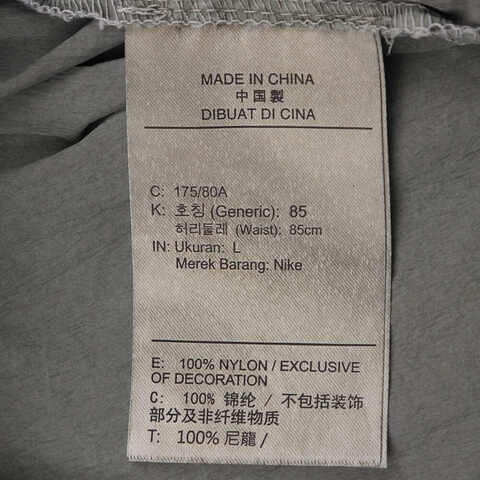 MADE IN CHINA
中国製
DIBUAT DI CINA
C: 175/80A
K: 호칭 (Generic): 85
허리둘레 (Waist): 85cm
IN: Ukuran: L
Merek Barang: Nike
E: 100% NYLON / EXCLUSIVE
OF DECORATION
C: 100% 锦纶 / 不包括装饰
部分及非纤维物质
T: 100% 尼龍 /